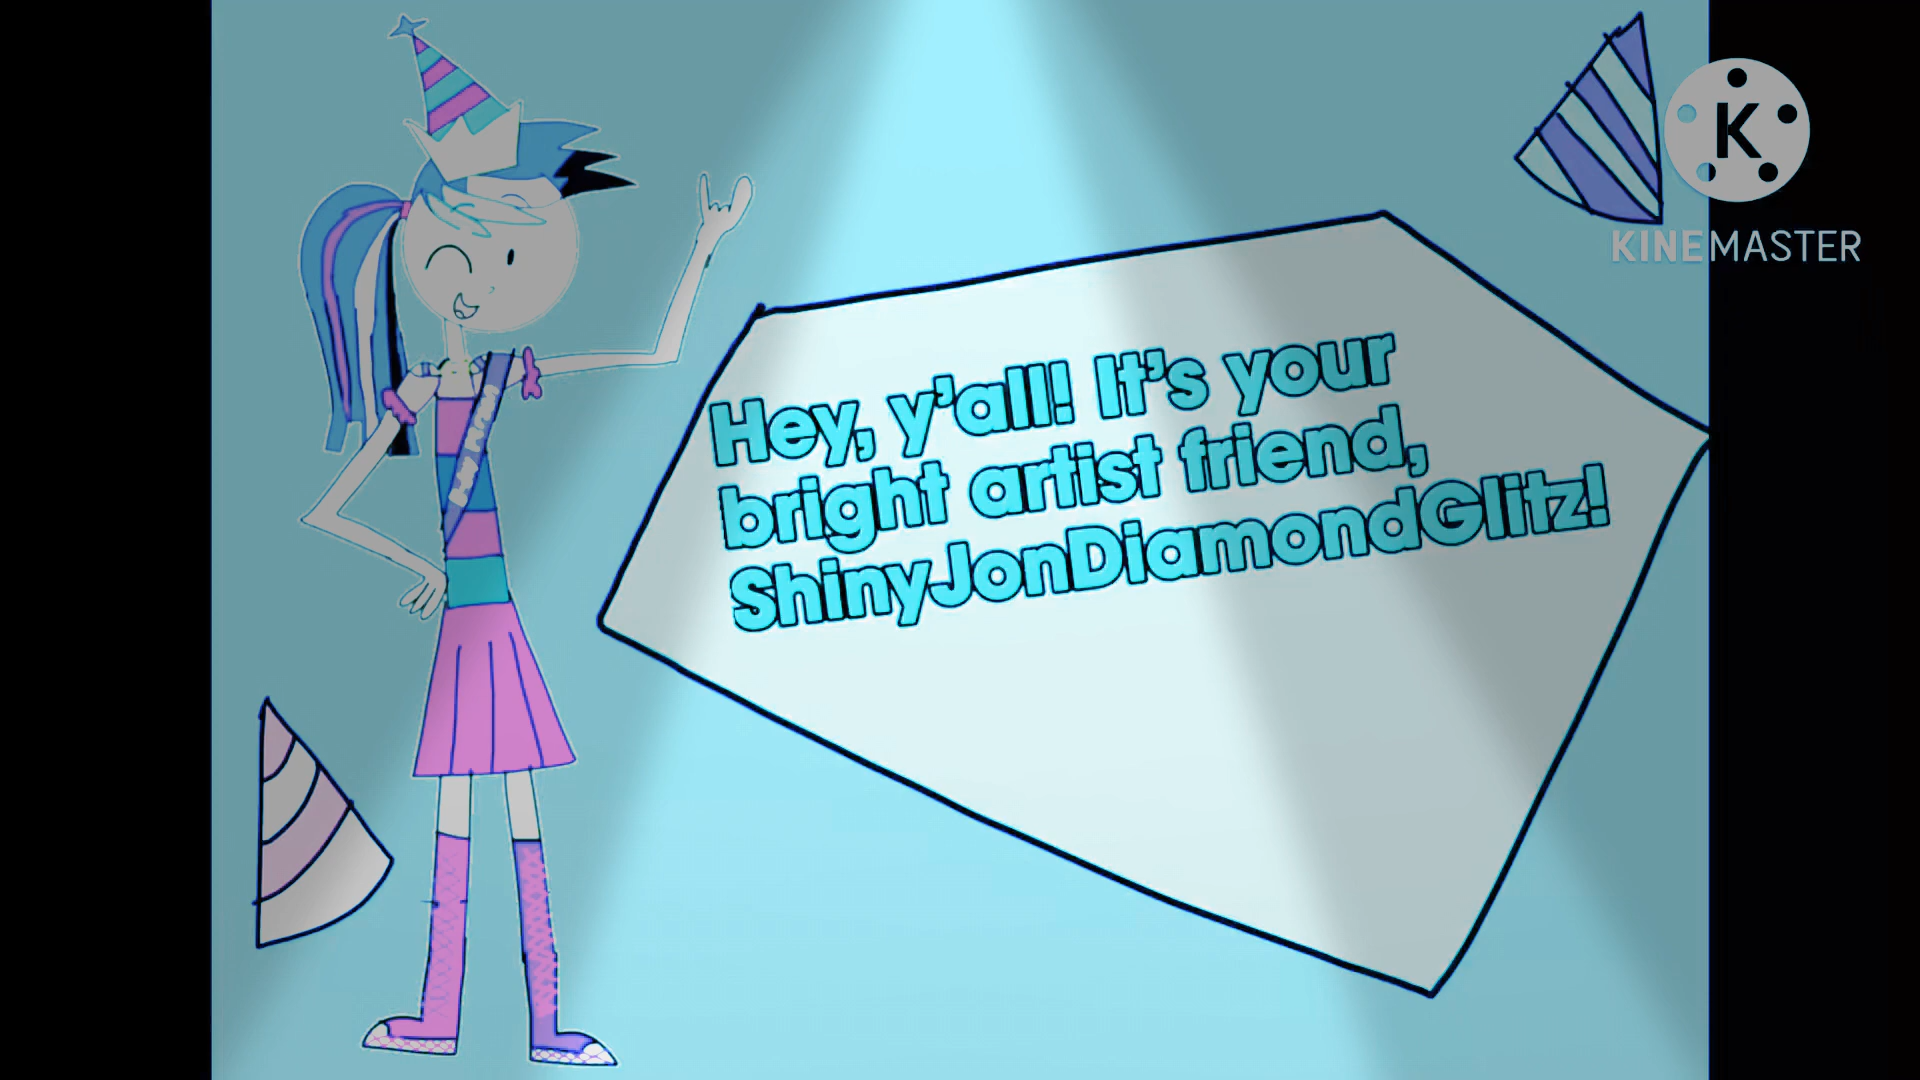 K
KINEMASTER
Hey, y'all! It's your
bright artist friend,
ShinyJonDiamondGlitz!